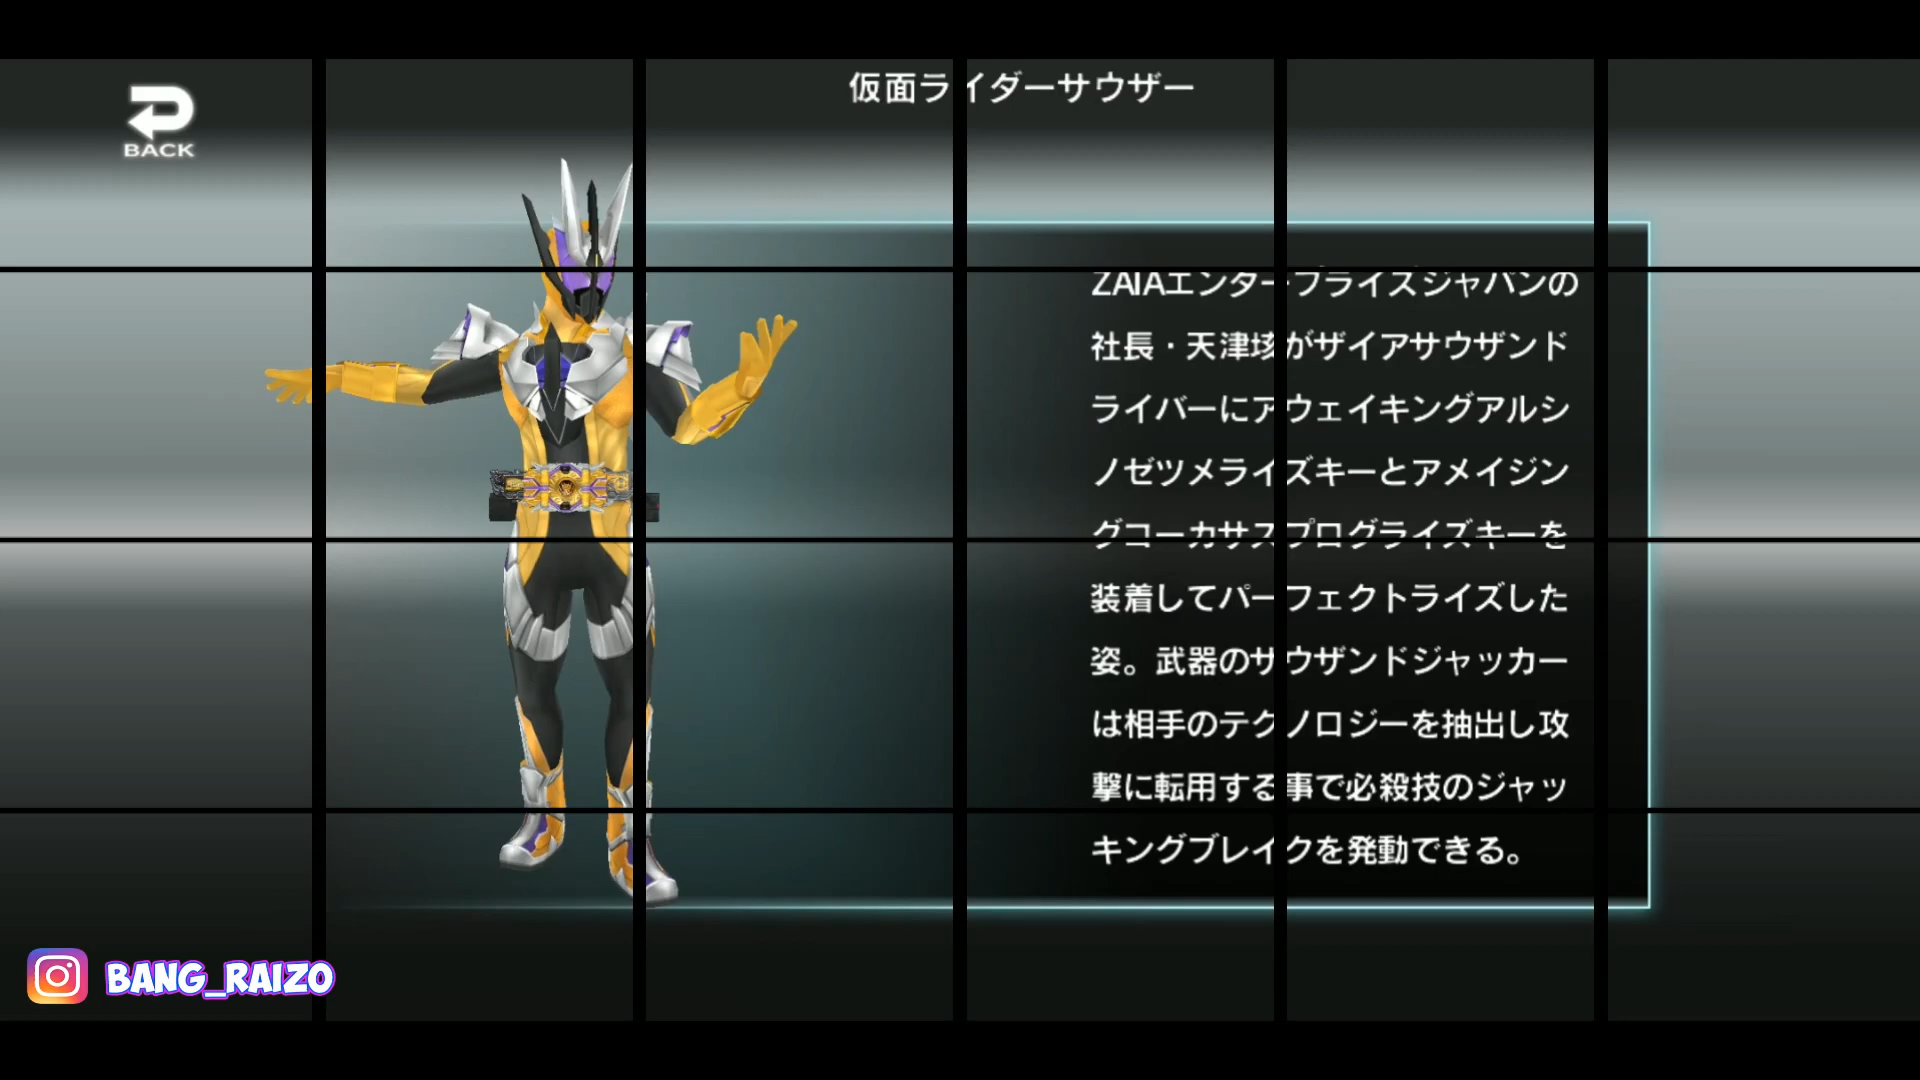 仮面ライダーサウザー
BACK
ZAIAエンタープライズジャパンの
社長・天津垓がザイアサウザンド
ライバーにアウェイキングアルシ
ノゼツメライズキーとアメイジン
グコーカサスプログライズキーを
装着してパーフェクトライズした
姿。武器のサウザンドジャッカー
は相手のテクノロジーを抽出し攻
撃に転用する事で必殺技のジャッ
キングブレイクを発動できる。
BANG_RAIZO